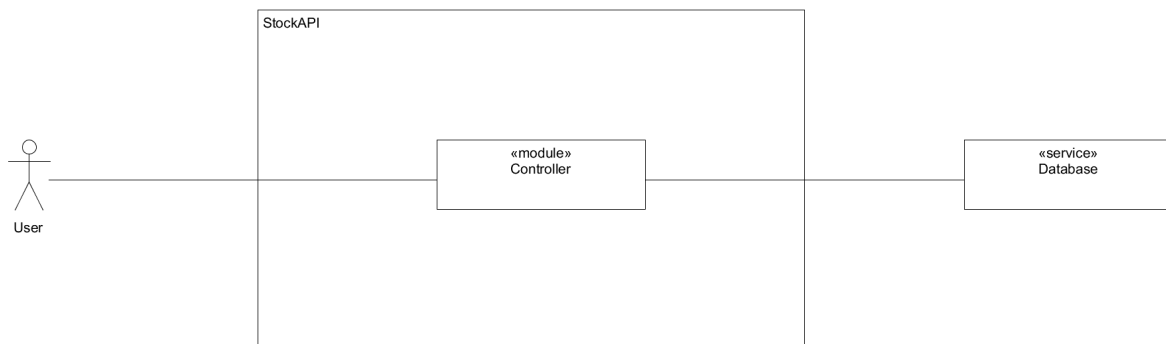 StockAPI
«module»
Controller
«service»
Database
User